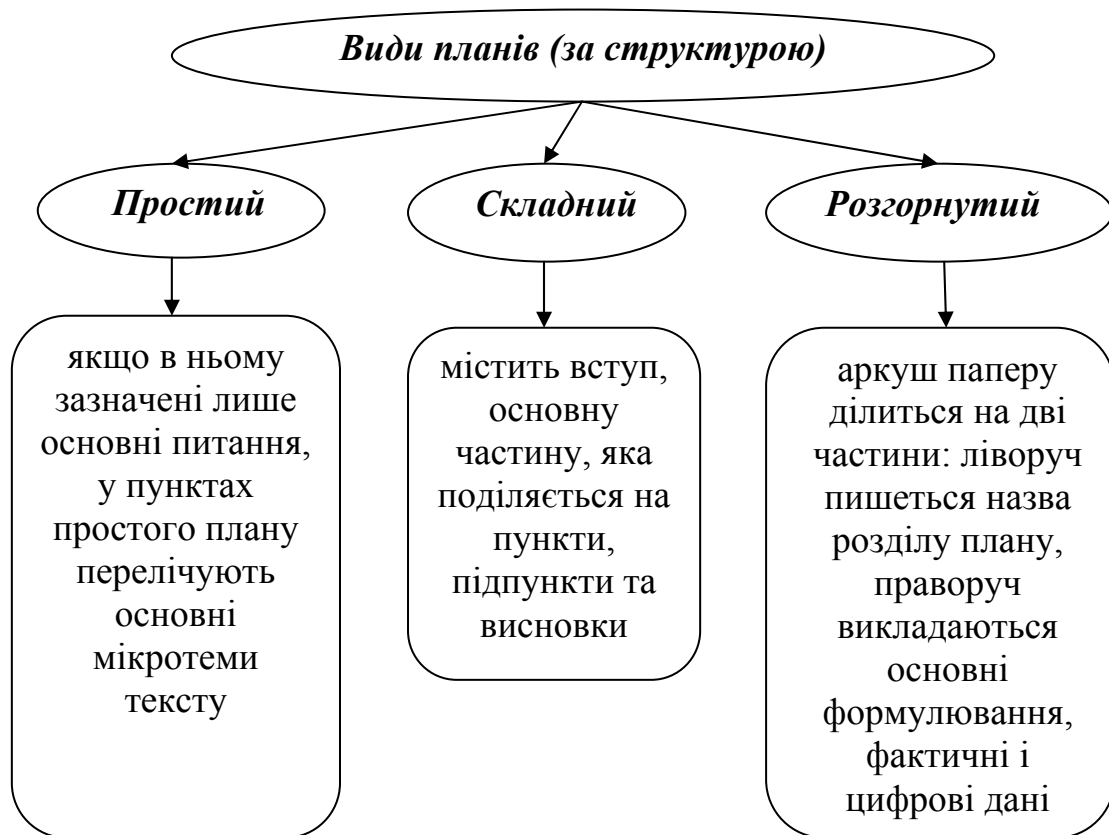 Види планів (за структурою)
Простий
Складний
Розгорнутий
якщо в ньому
зазначені лише
основні питання,
у пунктах
простого плану
перелічують
основні
мікротеми
тексту
містить вступ,
основну
частину, яка
поділяється на
пункти,
підпункти та
висновки
аркуш паперу
ділиться на дві
частини: ліворуч
пишеться назва
розділу плану,
праворуч
викладаються
основні
формулювання,
фактичні і
цифрові дані